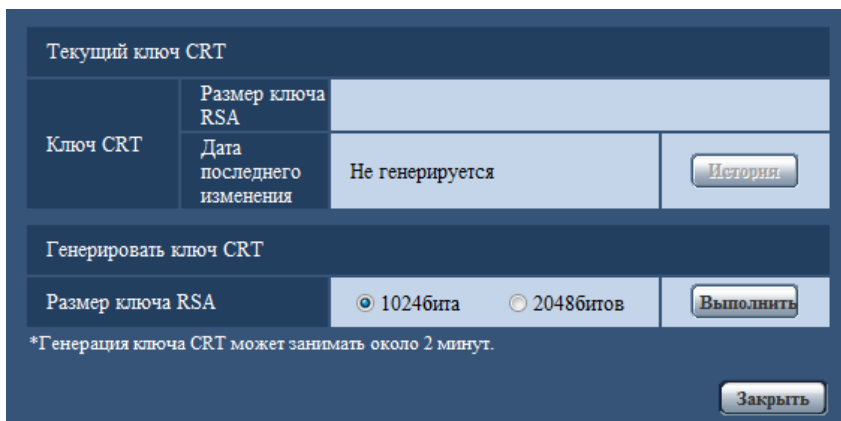 Текущий ключ CRT
Ключ CRT
Размер ключа
RSA
Дата
последнего
изменения
Не генерируется
История
Генерировать ключ CRT
Размер ключа RSA
1024бита
2048битов
Выполнить
*Генерация ключа CRT может занимать около 2 минут.
Закрыть